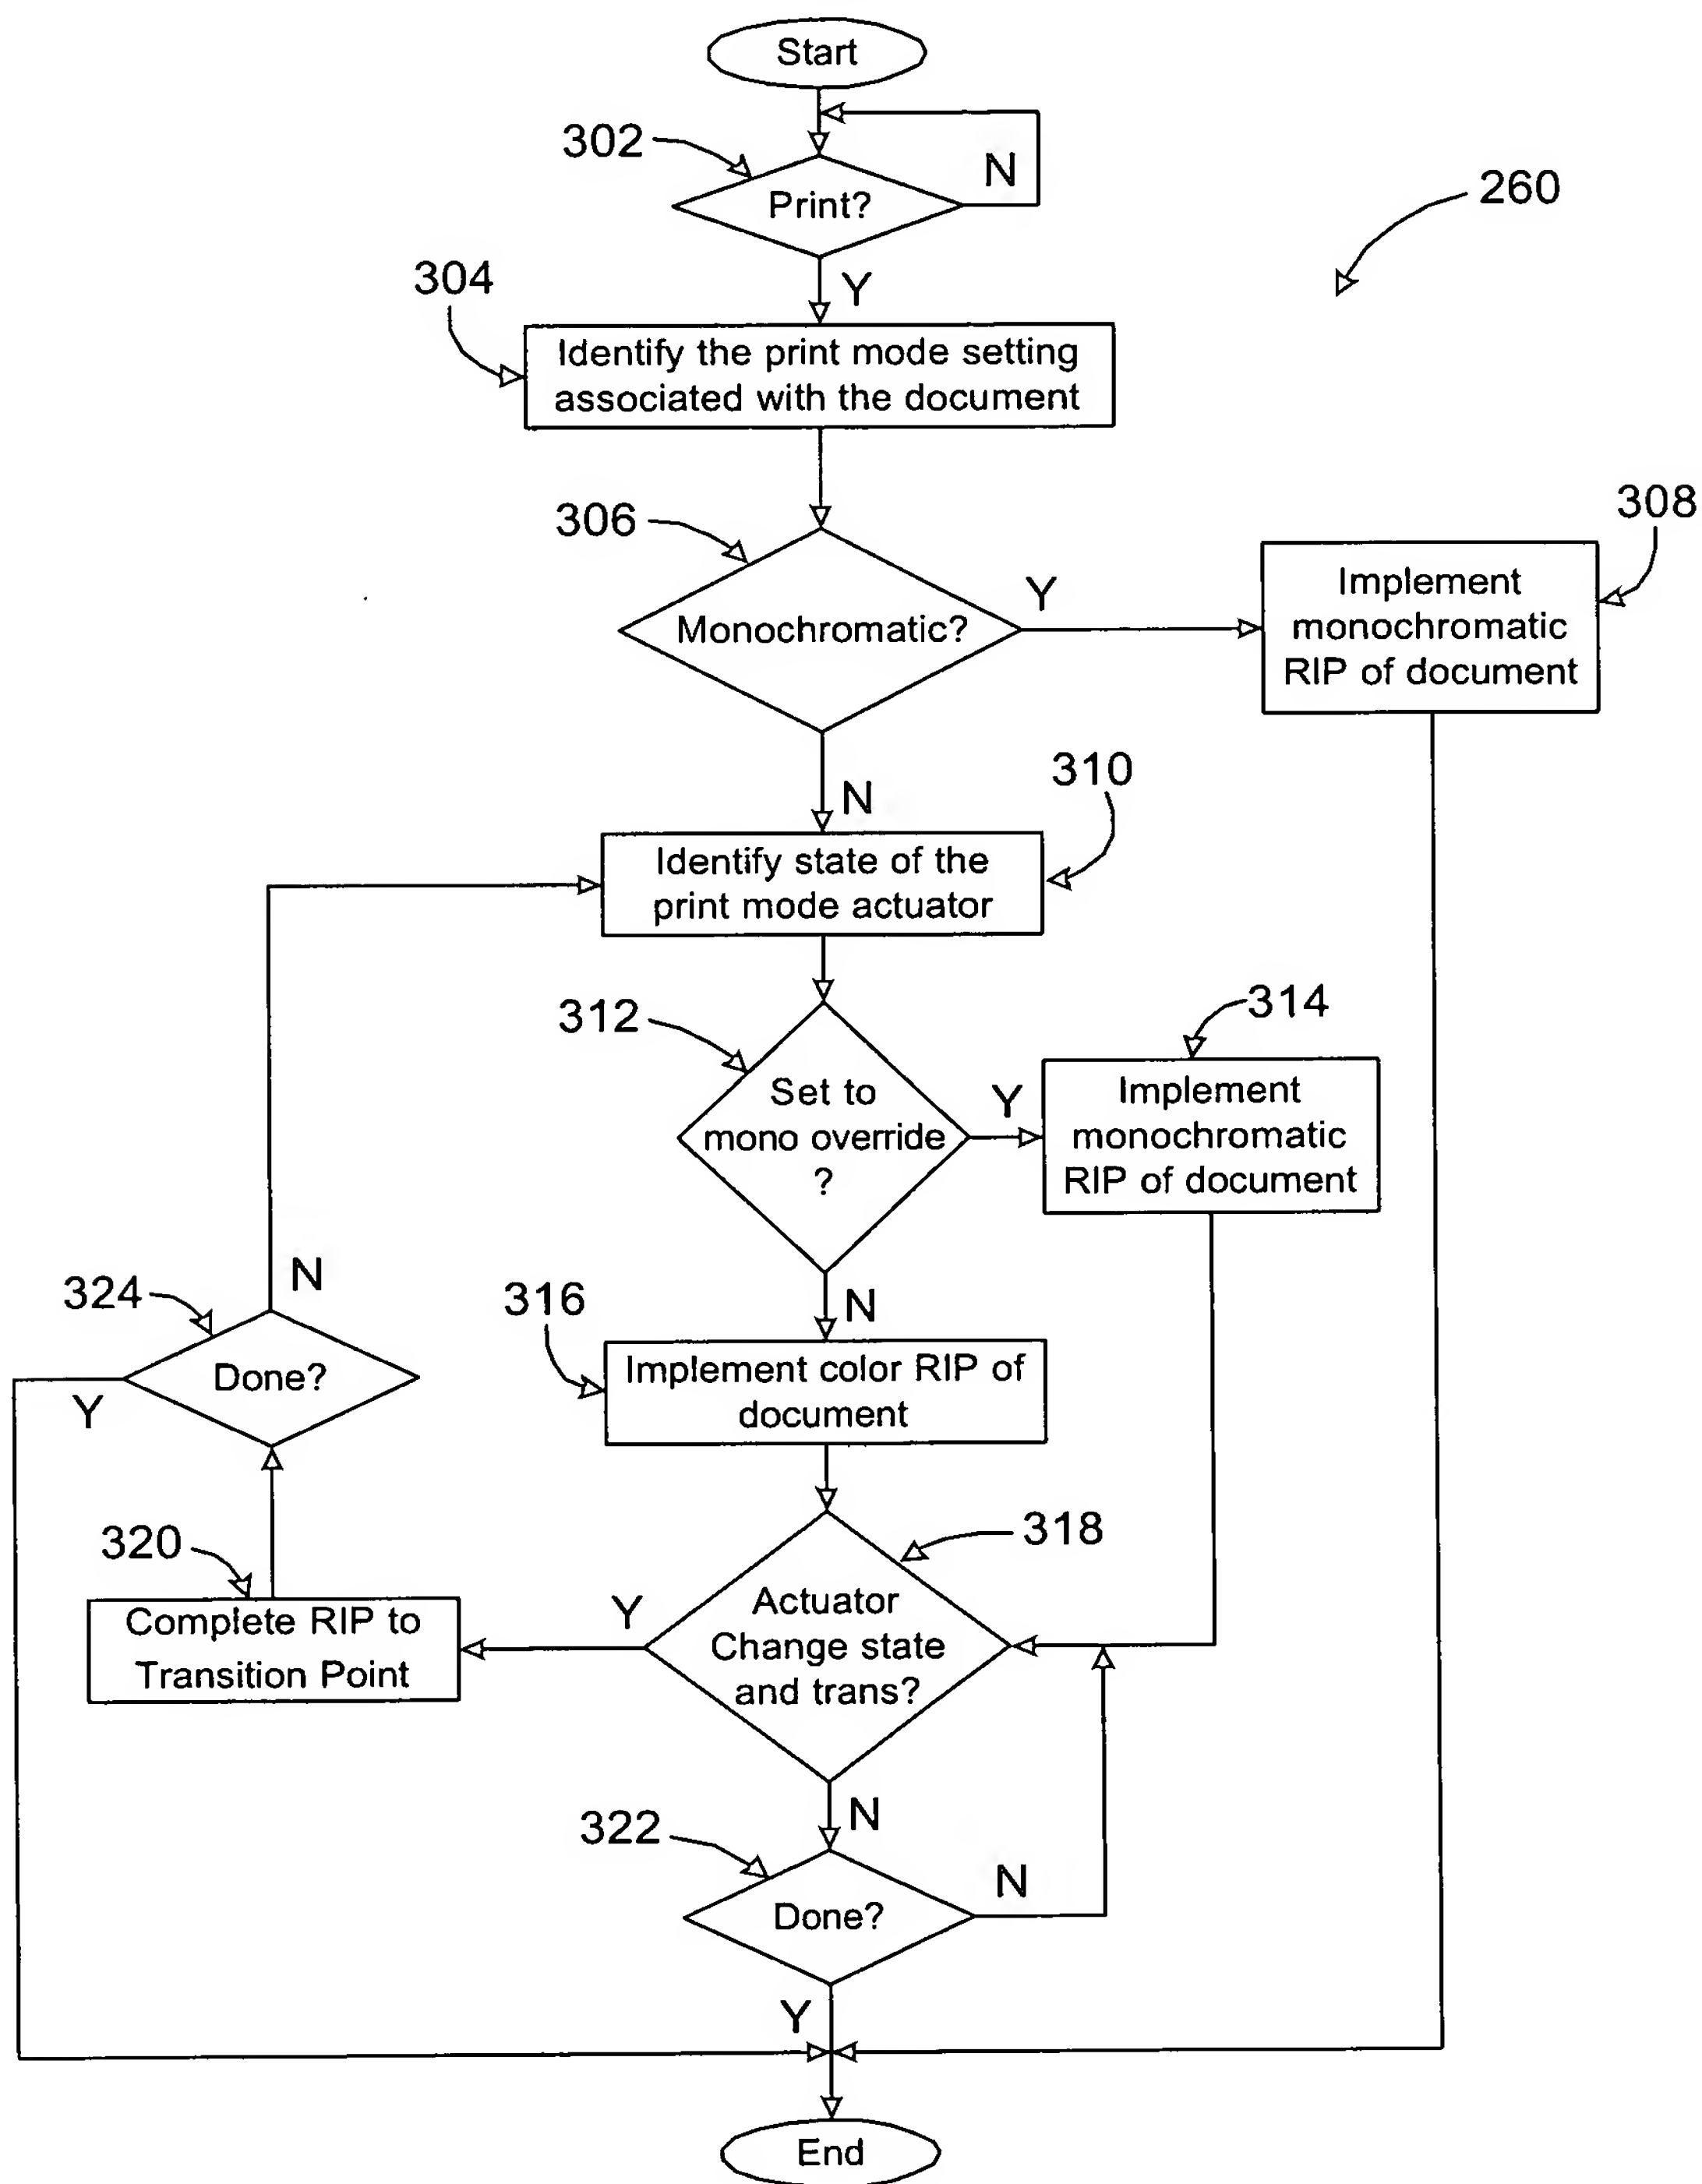 Start
302
N
Print?
260
304
Y
Identify the print mode setting
associated with the document
306
308
Y
Monochromatic?
Implement
monochromatic
RIP of document
310
N
Identify state of the
print mode actuator
312
314
Set to
mono override
?
Y
Implement
monochromatic
RIP of document
324
N
316
N
Done?
Y
Implement color RIP of
document
320
318
Y
Complete RIP to
Transition Point
Actuator
Change state
and trans?
322
N
N
Done?
Y
End